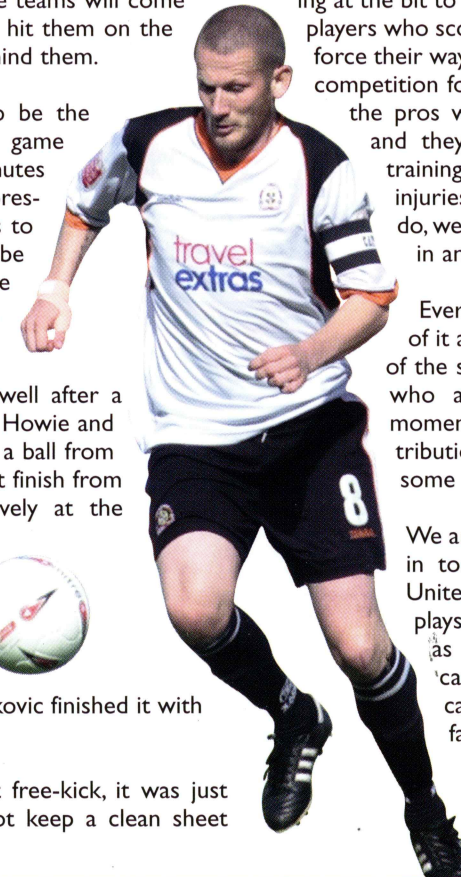 e teams will come
hit them on the
ind them.
o be the
game
nutes
pres-
s to
be
e
well after a
Howie and
a ball from
t finish from
vely at the
kovic finished it with
t free-kick, it was just
ot keep a clean sheet
ing at the bit to
players who sco
force their way
competition fo
the pros w
and they
training
injuries
do, we
in an
Ever
of it a
of the s
who a
momen
tributio
some
We a
in to
Unite
plays
as
'ca
ca
fa
travel
extras
8